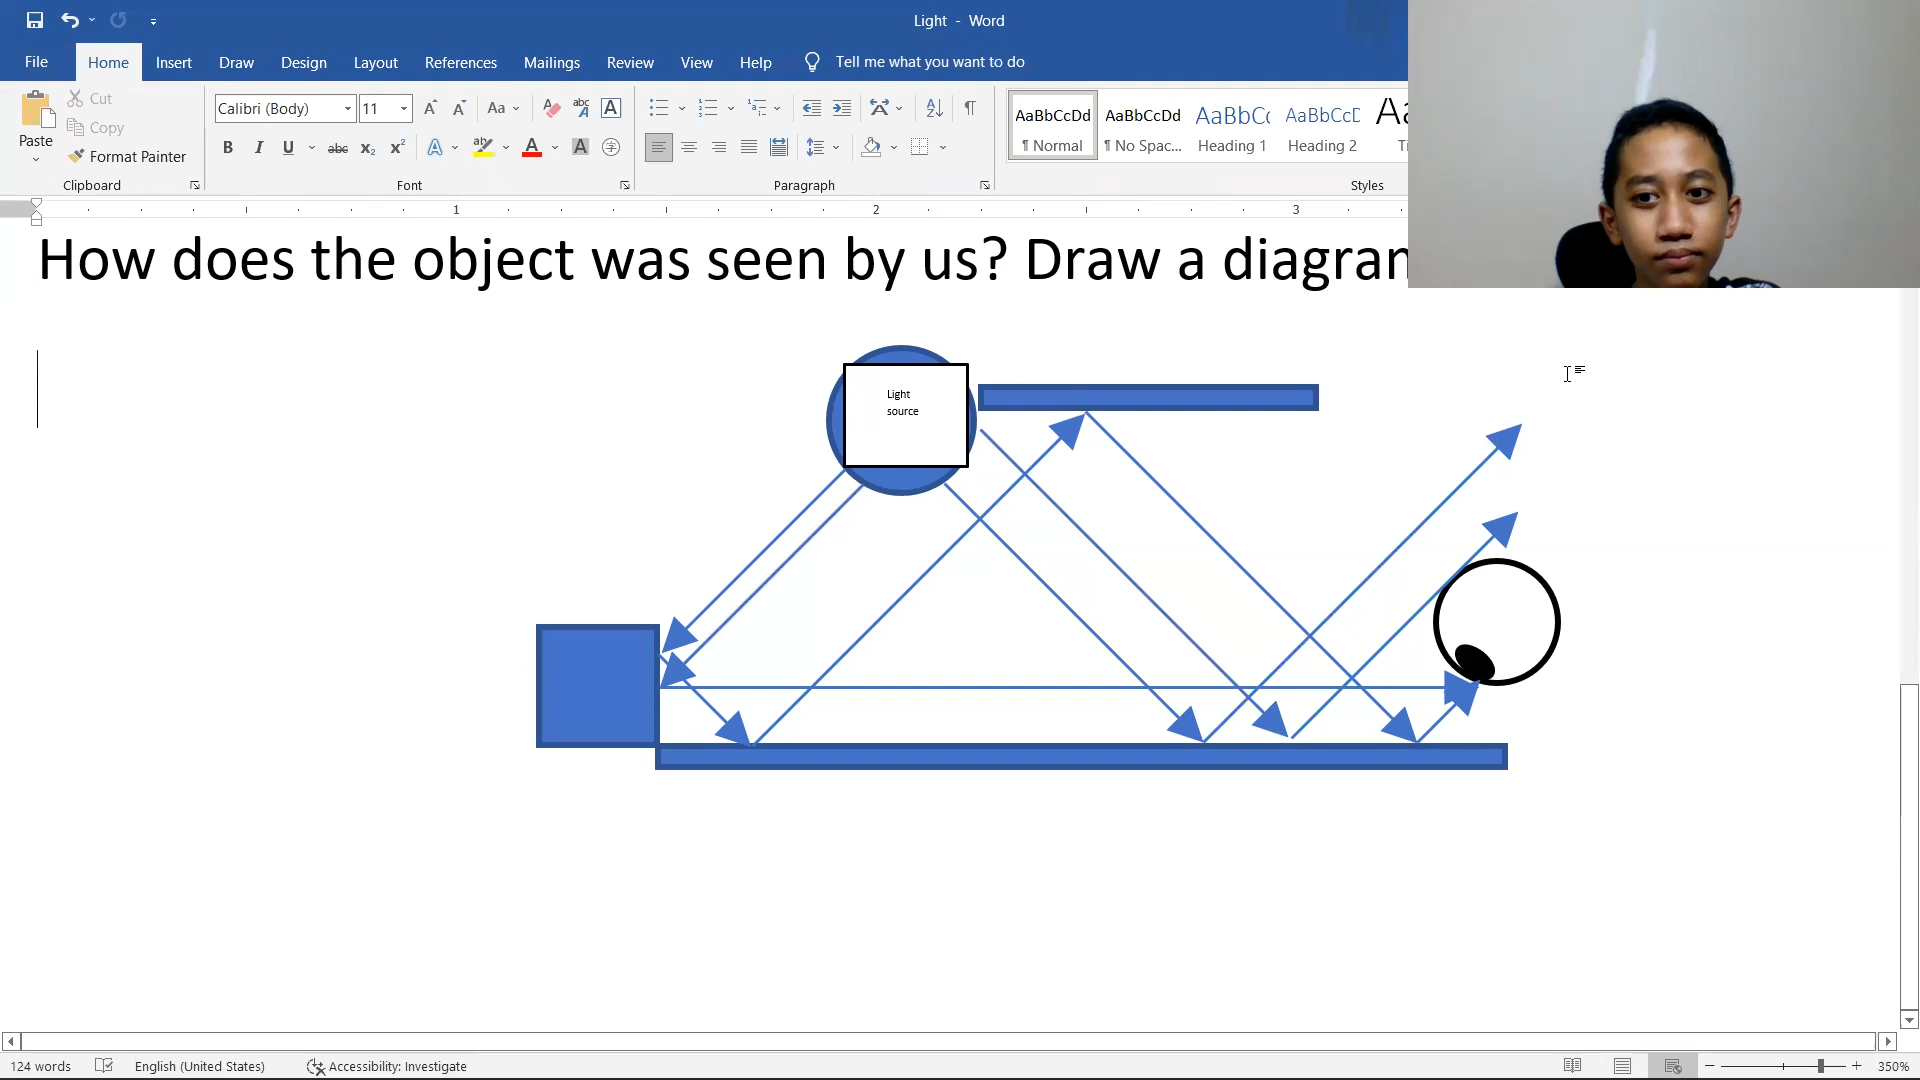 Light - Word
File Home Insert Draw Design Layout References Mailings Review View Help Tell me what you want to do
Paste
Cut
Copy
Format Painter
Clipboard
Calibri (Body) 11
Font
Paragraph
AaBbCcDd AaBbCcDd AaBbCc AaBbCcD
¶ Normal ¶ No Spac... Heading 1 Heading 2
Styles
1 2 3
How does the object was seen by us? Draw a
Light
source
124 words English (United States) Accessibility: Investigate 350%